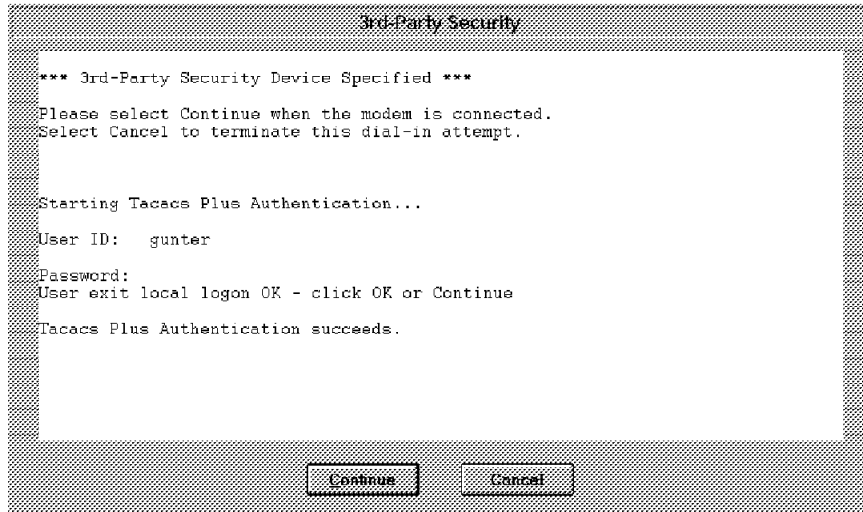 3rd-Party Security
*** 3rd-Party Security Device Specified ***
Please select Continue when the modem is connected.
Select Cancel to terminate this dial-in attempt.
Starting Tacacs Plus Authentication...
User ID:   gunter
Password:
User exit local logon OK - click OK or Continue
Tacacs Plus Authentication succeeds.
Continue
Cancel